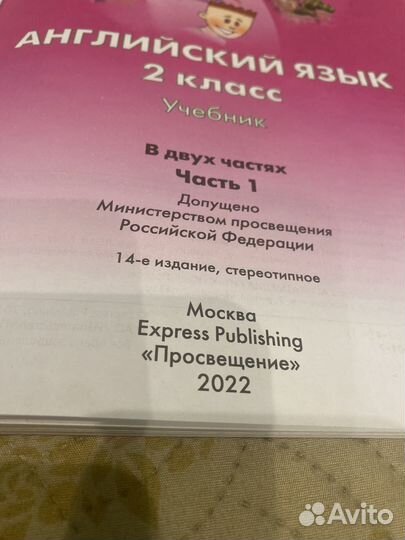 АНГЛИЙСКИЙ ЯЗЫК
2 класс
Учебник
В двух частях
Часть 1
Допущено
Министерством просвещения
Российской Федерации
14-е издание, стереотипное
Москва
Express Publishing
«Просвещение»
2022
Avito